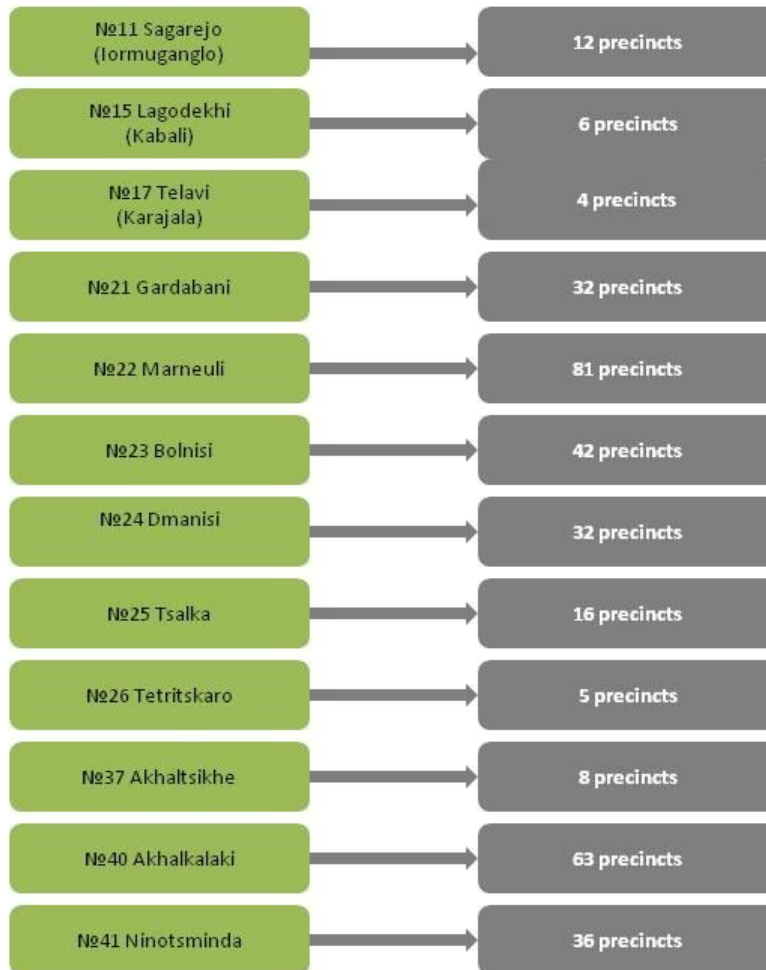 №11 Sagarejo
(Iormuganglo)
12 precincts
№15 Lagodekhi
(Kabali)
6 precincts
№17 Telavi
(Karajala)
4 precincts
№21 Gardabani
32 precincts
№22 Marneuli
81 precincts
№23 Bolnisi
42 precincts
№24 Dmanisi
32 precincts
№25 Tsalka
16 precincts
№26 Tetritskaro
5 precincts
№37 Akhaltsikhe
8 precincts
№40 Akhalkalaki
63 precincts
№41 Ninotsminda
36 precincts